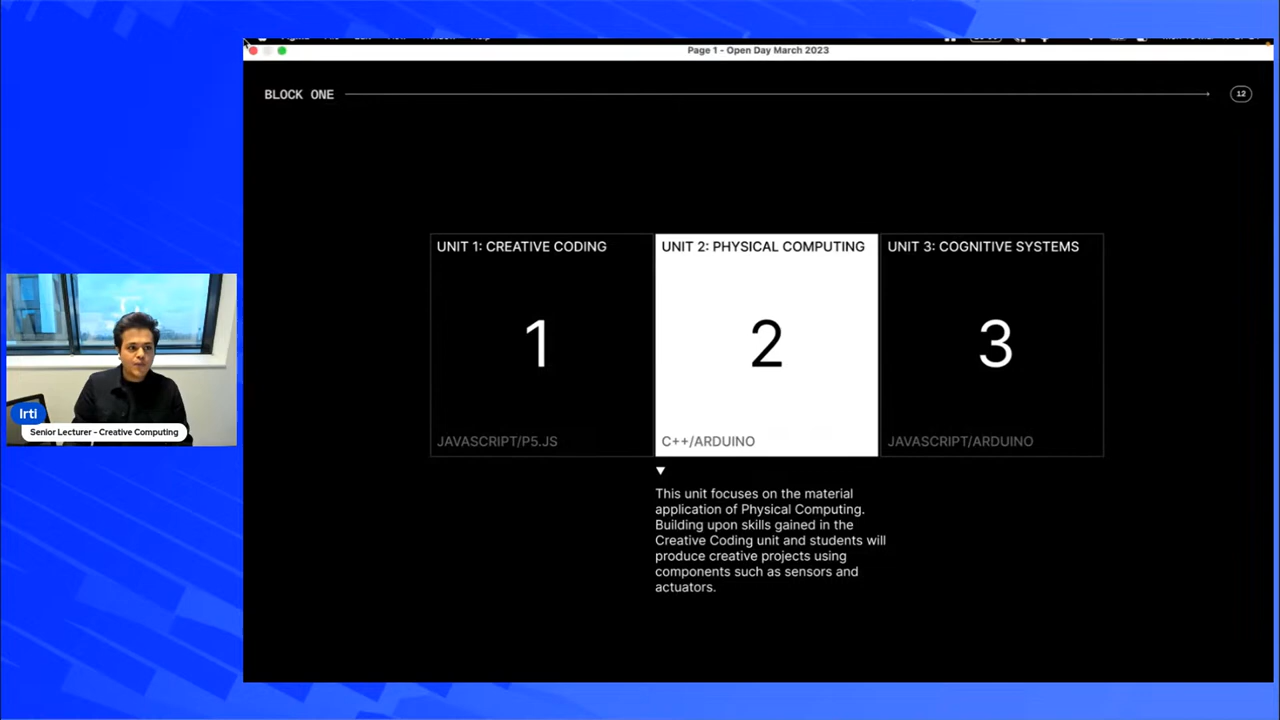 Page 1 - Open Day March 2023
BLOCK ONE
12
UNIT 1: CREATIVE CODING
1
JAVASCRIPT/P5.JS
UNIT 2: PHYSICAL COMPUTING
2
C++/ARDUINO
UNIT 3: COGNITIVE SYSTEMS
3
JAVASCRIPT/ARDUINO
This unit focuses on the material
application of Physical Computing.
Building upon skills gained in the
Creative Coding unit and students will
produce creative projects using
components such as sensors and
actuators.
Irti
Senior Lecturer - Creative Computing